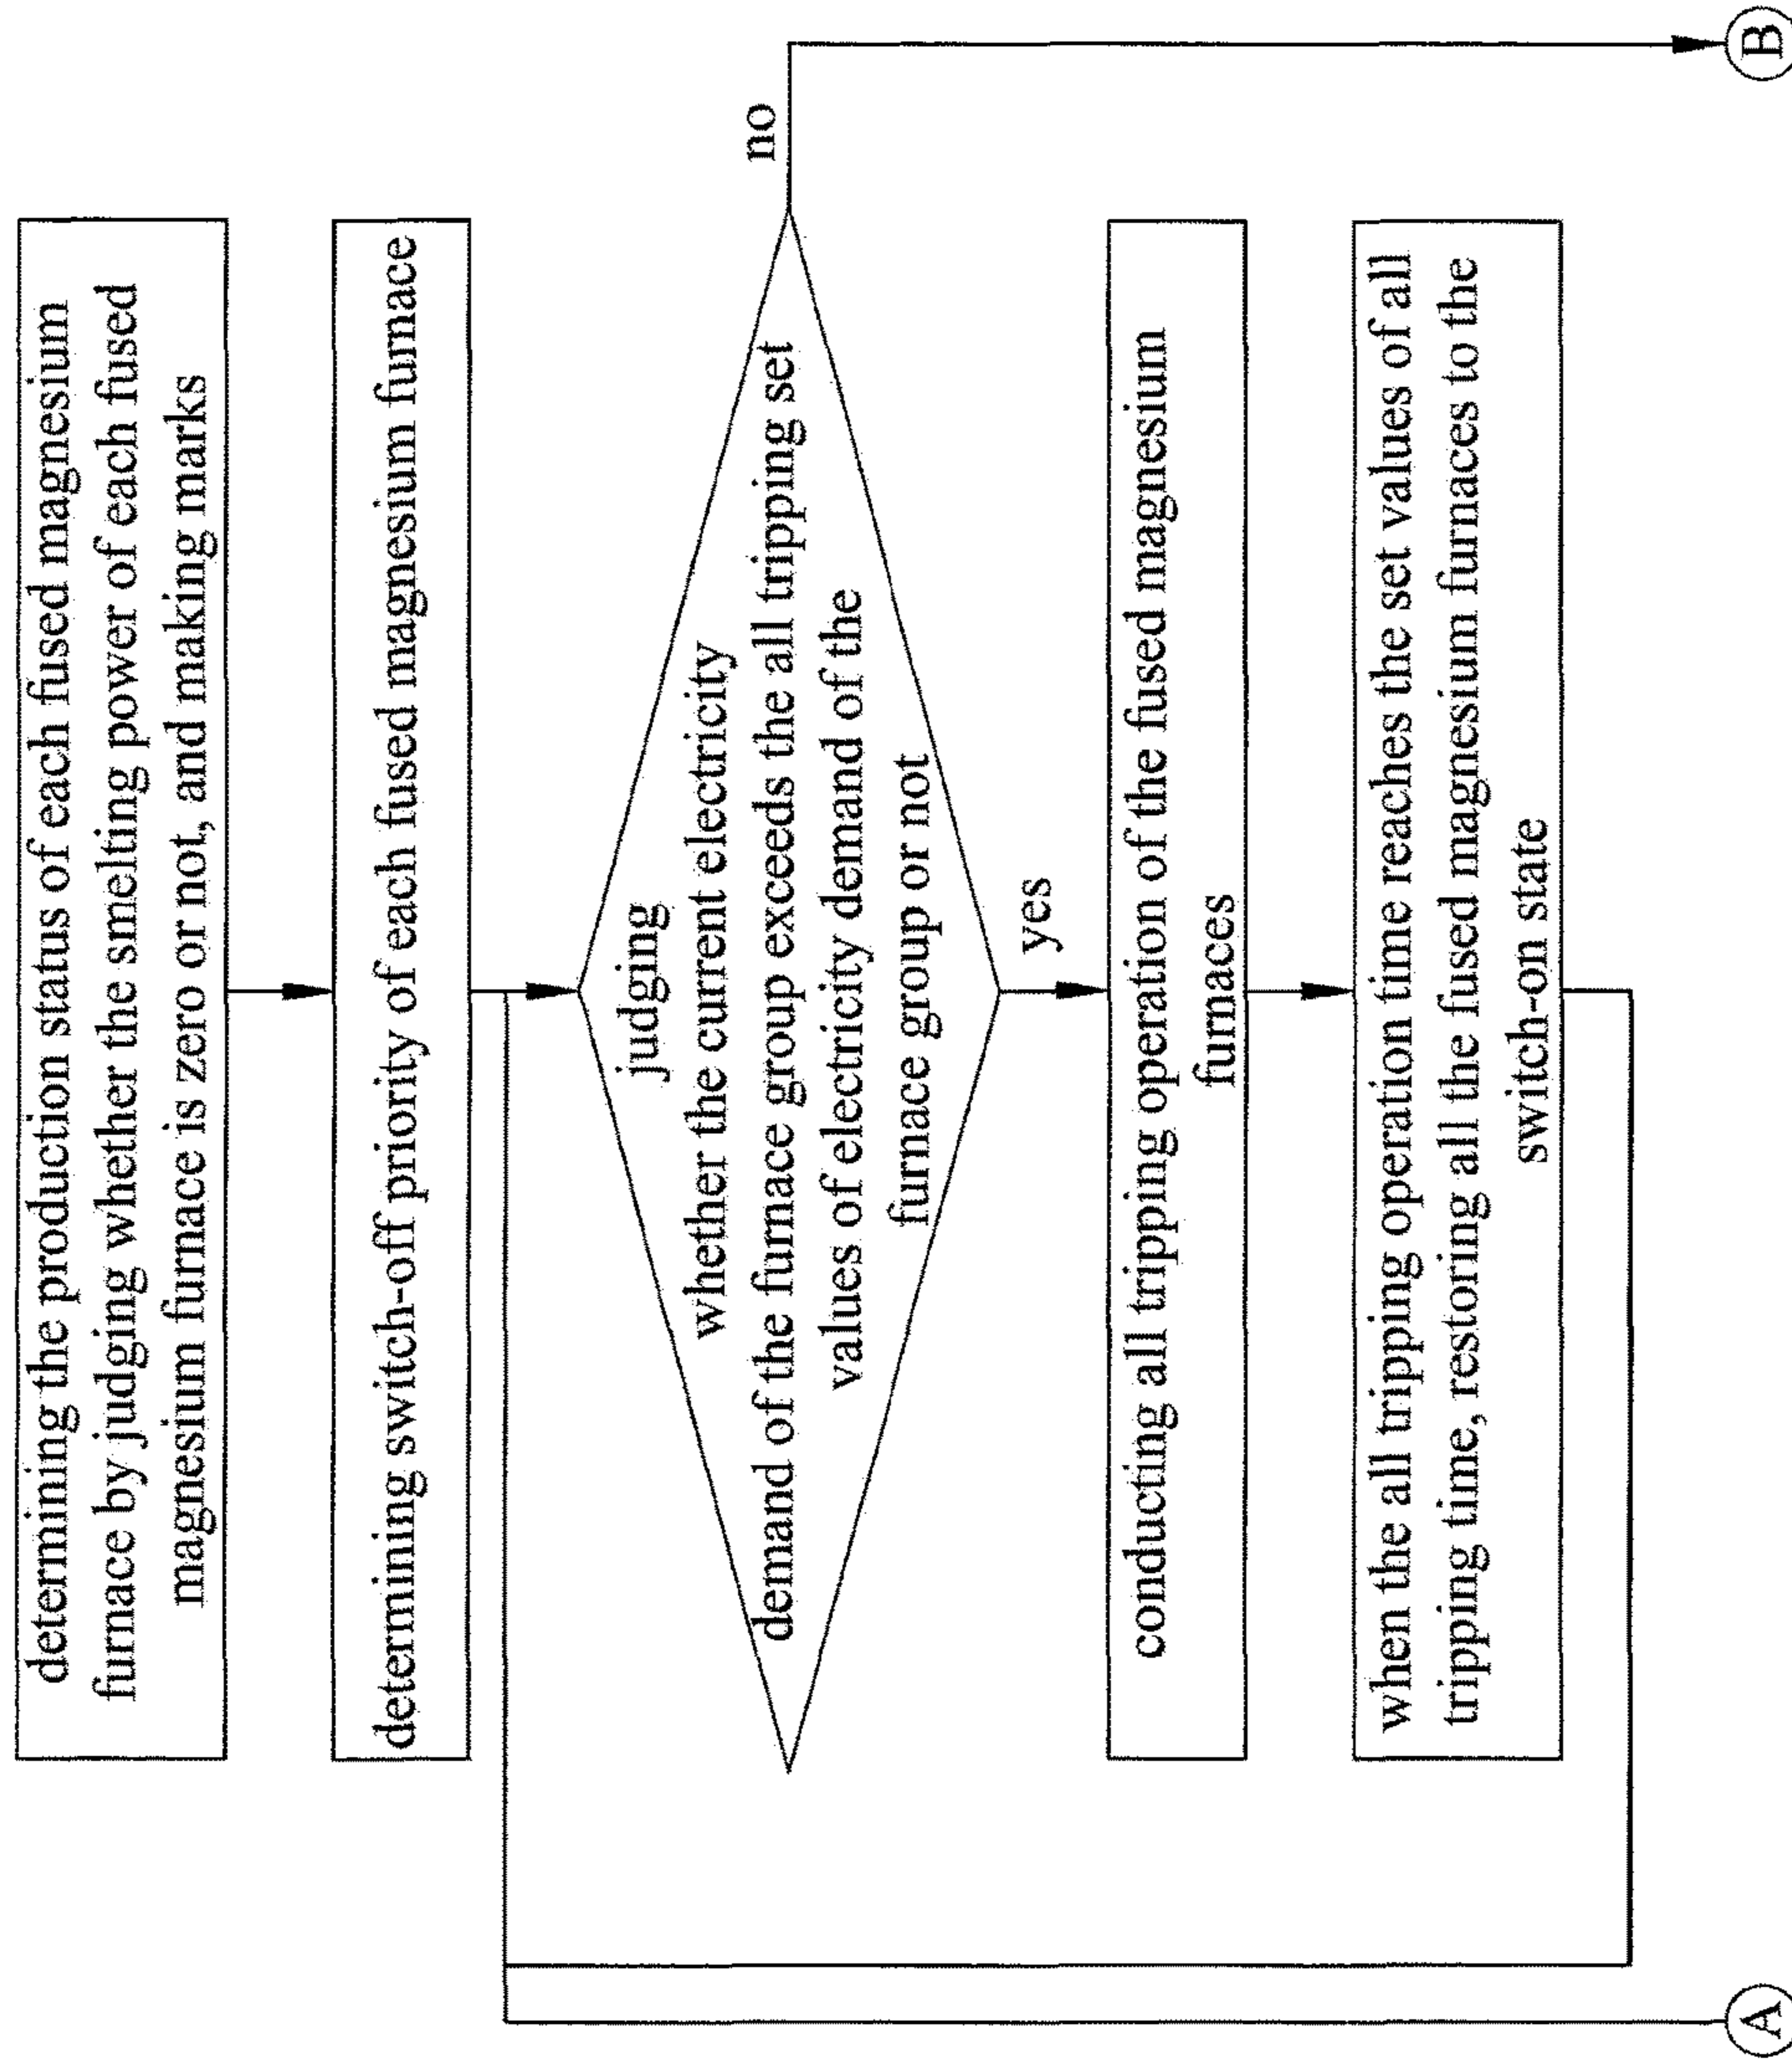 determining the production status of each fused magnesium
furnace by judging whether the smelting power of each fused
magnesium furnace is zero or not, and making marks
determining switch-off priority of each fused magnesium furnace
judging
whether the current electricity
demand of the furnace group exceeds the all tripping set
values of electricity demand of the
furnace group or not
no
yes
conducting all tripping operation of the fused magnesium
furnaces
when the all tripping operation time reaches the set values of all
tripping time, restoring all the fused magnesium furnaces to the
switch-on state
A
B